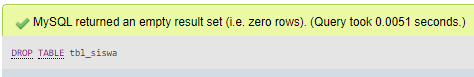 MySQL returned an empty result set (i.e. zero rows). (Query took 0.0051 seconds.)
DROP TABLE tbl_siswa